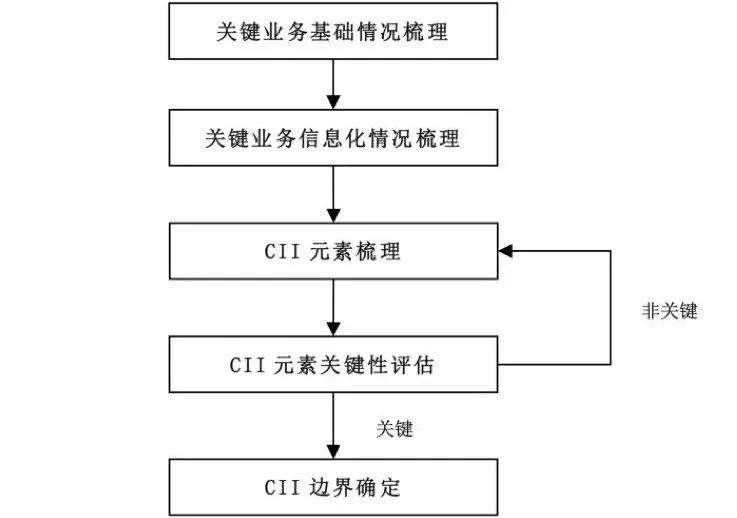 关键业务基础情况梳理
关键业务信息化情况梳理
CII 元素梳理
非关键
CII 元素关键性评估
关键
CII 边界确定